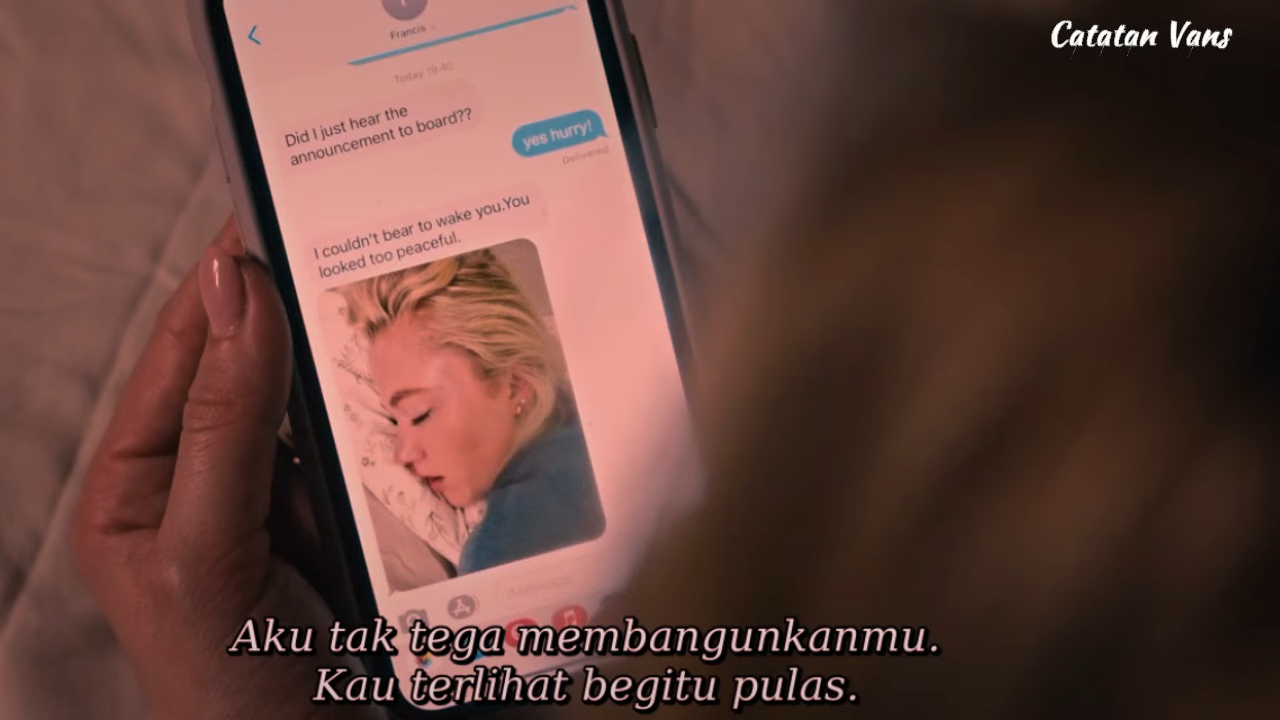 Catatan Vans
Francis
Today 19:40
Did I just hear the
announcement to board??
yes hurry!
Delivered
I couldn't bear to wake you.You
looked too peaceful.
iMessage
Aku tak tega membangunkanmu.
Kau terlihat begitu pulas.